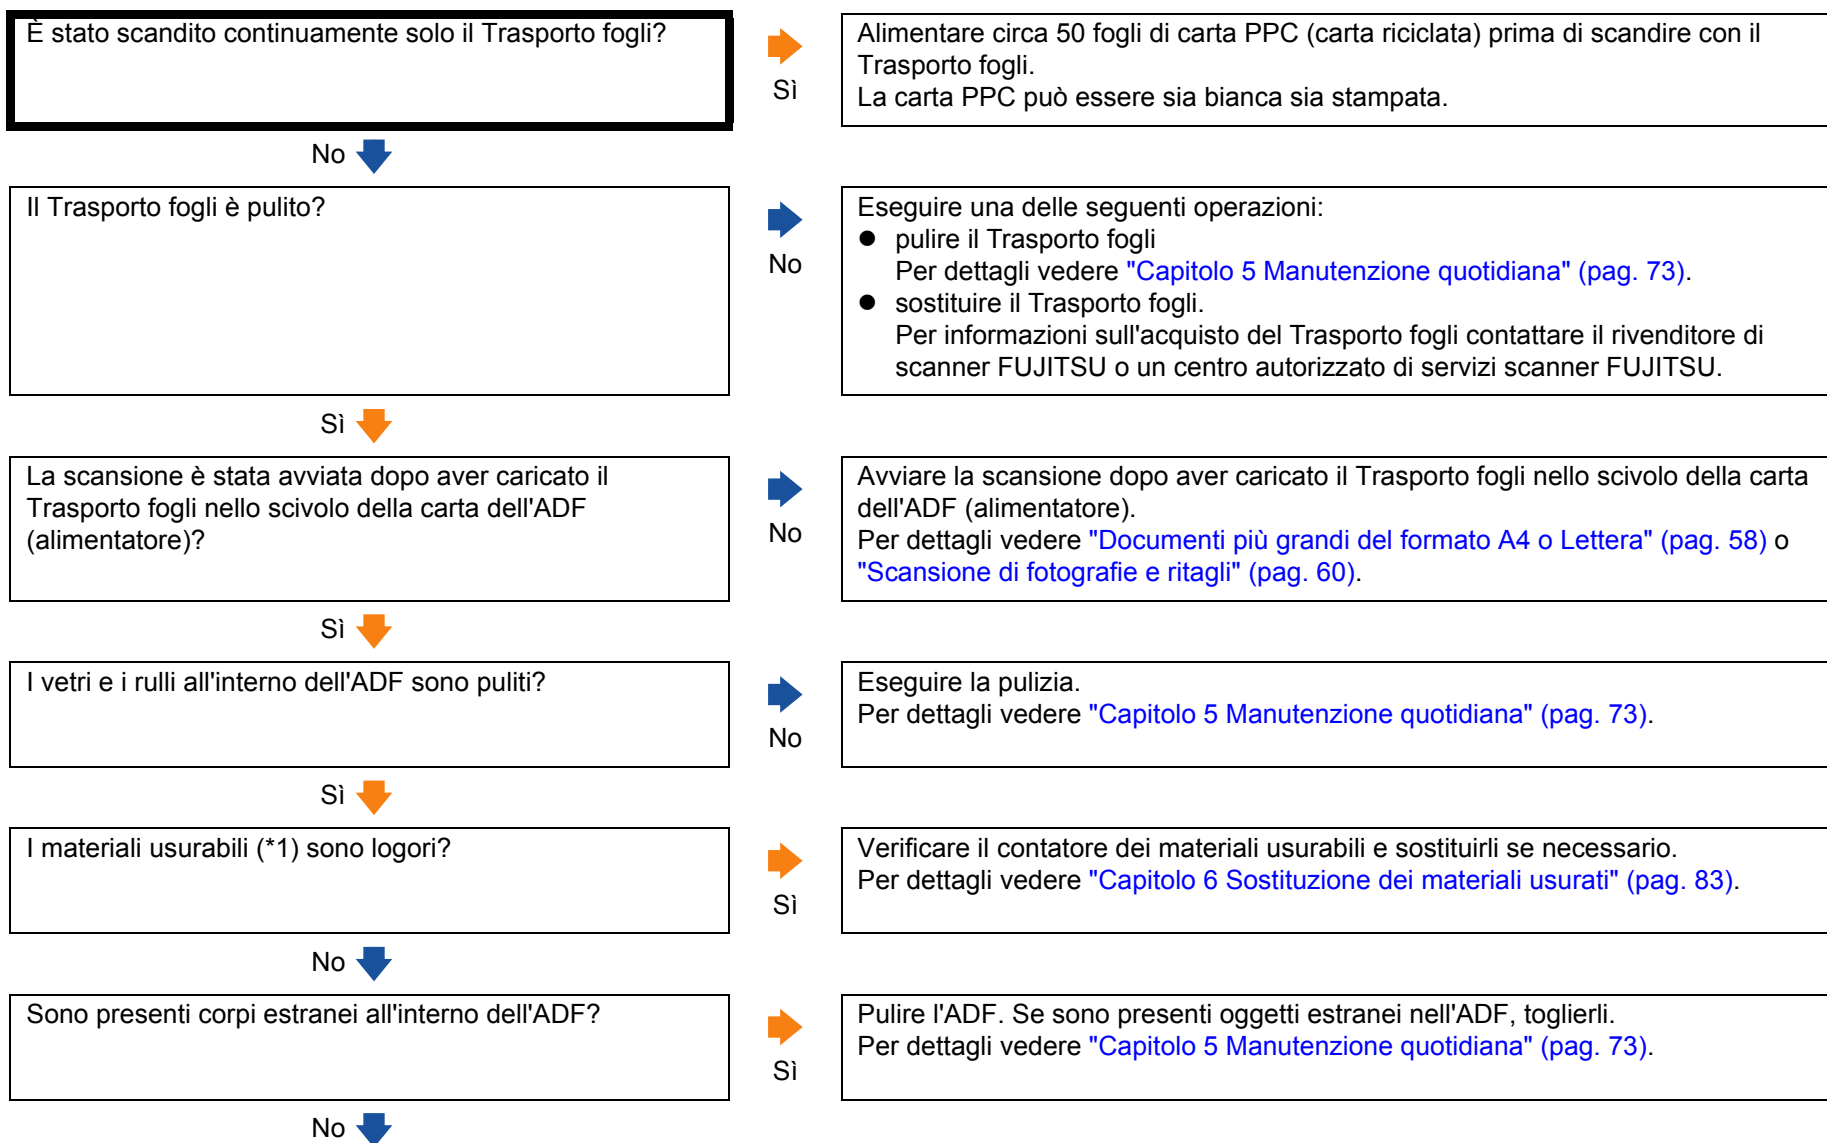 È stato scandito continuamente solo il Trasporto fogli?
Sì
Alimentare circa 50 fogli di carta PPC (carta riciclata) prima di scandire con il
Trasporto fogli.
La carta PPC può essere sia bianca sia stampata.
No
Il Trasporto fogli è pulito?
No
Eseguire una delle seguenti operazioni:
● pulire il Trasporto fogli
Per dettagli vedere "Capitolo 5 Manutenzione quotidiana" (pag. 73).
● sostituire il Trasporto fogli.
Per informazioni sull'acquisto del Trasporto fogli contattare il rivenditore di
scanner FUJITSU o un centro autorizzato di servizi scanner FUJITSU.
Sì
La scansione è stata avviata dopo aver caricato il
Trasporto fogli nello scivolo della carta dell'ADF
(alimentatore)?
No
Avviare la scansione dopo aver caricato il Trasporto fogli nello scivolo della carta
dell'ADF (alimentatore).
Per dettagli vedere "Documenti più grandi del formato A4 o Lettera" (pag. 58) o
"Scansione di fotografie e ritagli" (pag. 60).
Sì
I vetri e i rulli all'interno dell'ADF sono puliti?
No
Eseguire la pulizia.
Per dettagli vedere "Capitolo 5 Manutenzione quotidiana" (pag. 73).
Sì
I materiali usurabili (*1) sono logori?
Sì
Verificare il contatore dei materiali usurabili e sostituirli se necessario.
Per dettagli vedere "Capitolo 6 Sostituzione dei materiali usurati" (pag. 83).
No
Sono presenti corpi estranei all'interno dell'ADF?
Sì
Pulire l'ADF. Se sono presenti oggetti estranei nell'ADF, toglierli.
Per dettagli vedere "Capitolo 5 Manutenzione quotidiana" (pag. 73).
No